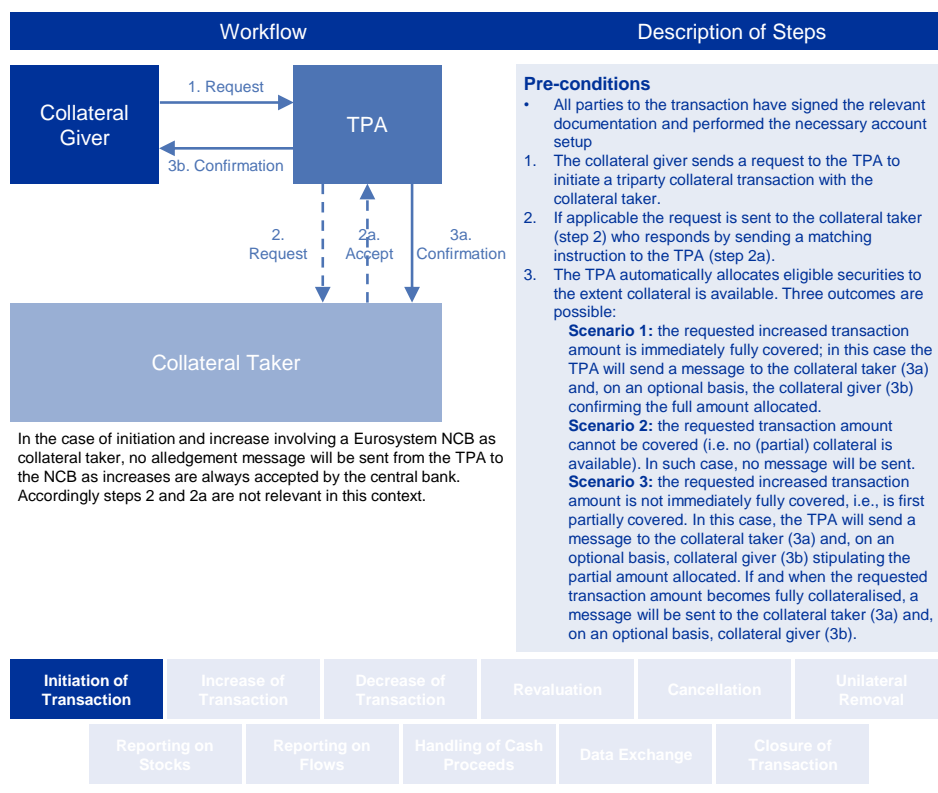 Workflow
Description of Steps
Collateral
Giver
1. Request
TPA
3b. Confirmation
2.
Request
2a.
Accept
3a.
Confirmation
Collateral Taker
In the case of initiation and increase involving a Eurosystem NCB as
collateral taker, no alledgement message will be sent from the TPA to
the NCB as increases are always accepted by the central bank.
Accordingly steps 2 and 2a are not relevant in this context.
Pre-conditions
• All parties to the transaction have signed the relevant
documentation and performed the necessary account
setup
1. The collateral giver sends a request to the TPA to
initiate a triparty collateral transaction with the
collateral taker.
2. If applicable the request is sent to the collateral taker
(step 2) who responds by sending a matching
instruction to the TPA (step 2a).
3. The TPA automatically allocates eligible securities to
the extent collateral is available. Three outcomes are
possible:
Scenario 1: the requested increased transaction
amount is immediately fully covered; in this case the
TPA will send a message to the collateral taker (3a)
and, on an optional basis, the collateral giver (3b)
confirming the full amount allocated.
Scenario 2: the requested transaction amount
cannot be covered (i.e. no (partial) collateral is
available). In such case, no message will be sent.
Scenario 3: the requested increased transaction
amount is not immediately fully covered, i.e., is first
partially covered. In this case, the TPA will send a
message to the collateral taker (3a) and, on an
optional basis, collateral giver (3b) stipulating the
partial amount allocated. If and when the requested
transaction amount becomes fully collateralised, a
message will be sent to the collateral taker (3a) and,
on an optional basis, collateral giver (3b).
Initiation of
Transaction
Increase of
Transaction
Decrease of
Transaction
Revaluation
Cancellation
Unilateral
Removal
Reporting on
Stocks
Reporting on
Flows
Handling of Cash
Proceeds
Data Exchange
Closure of
Transaction